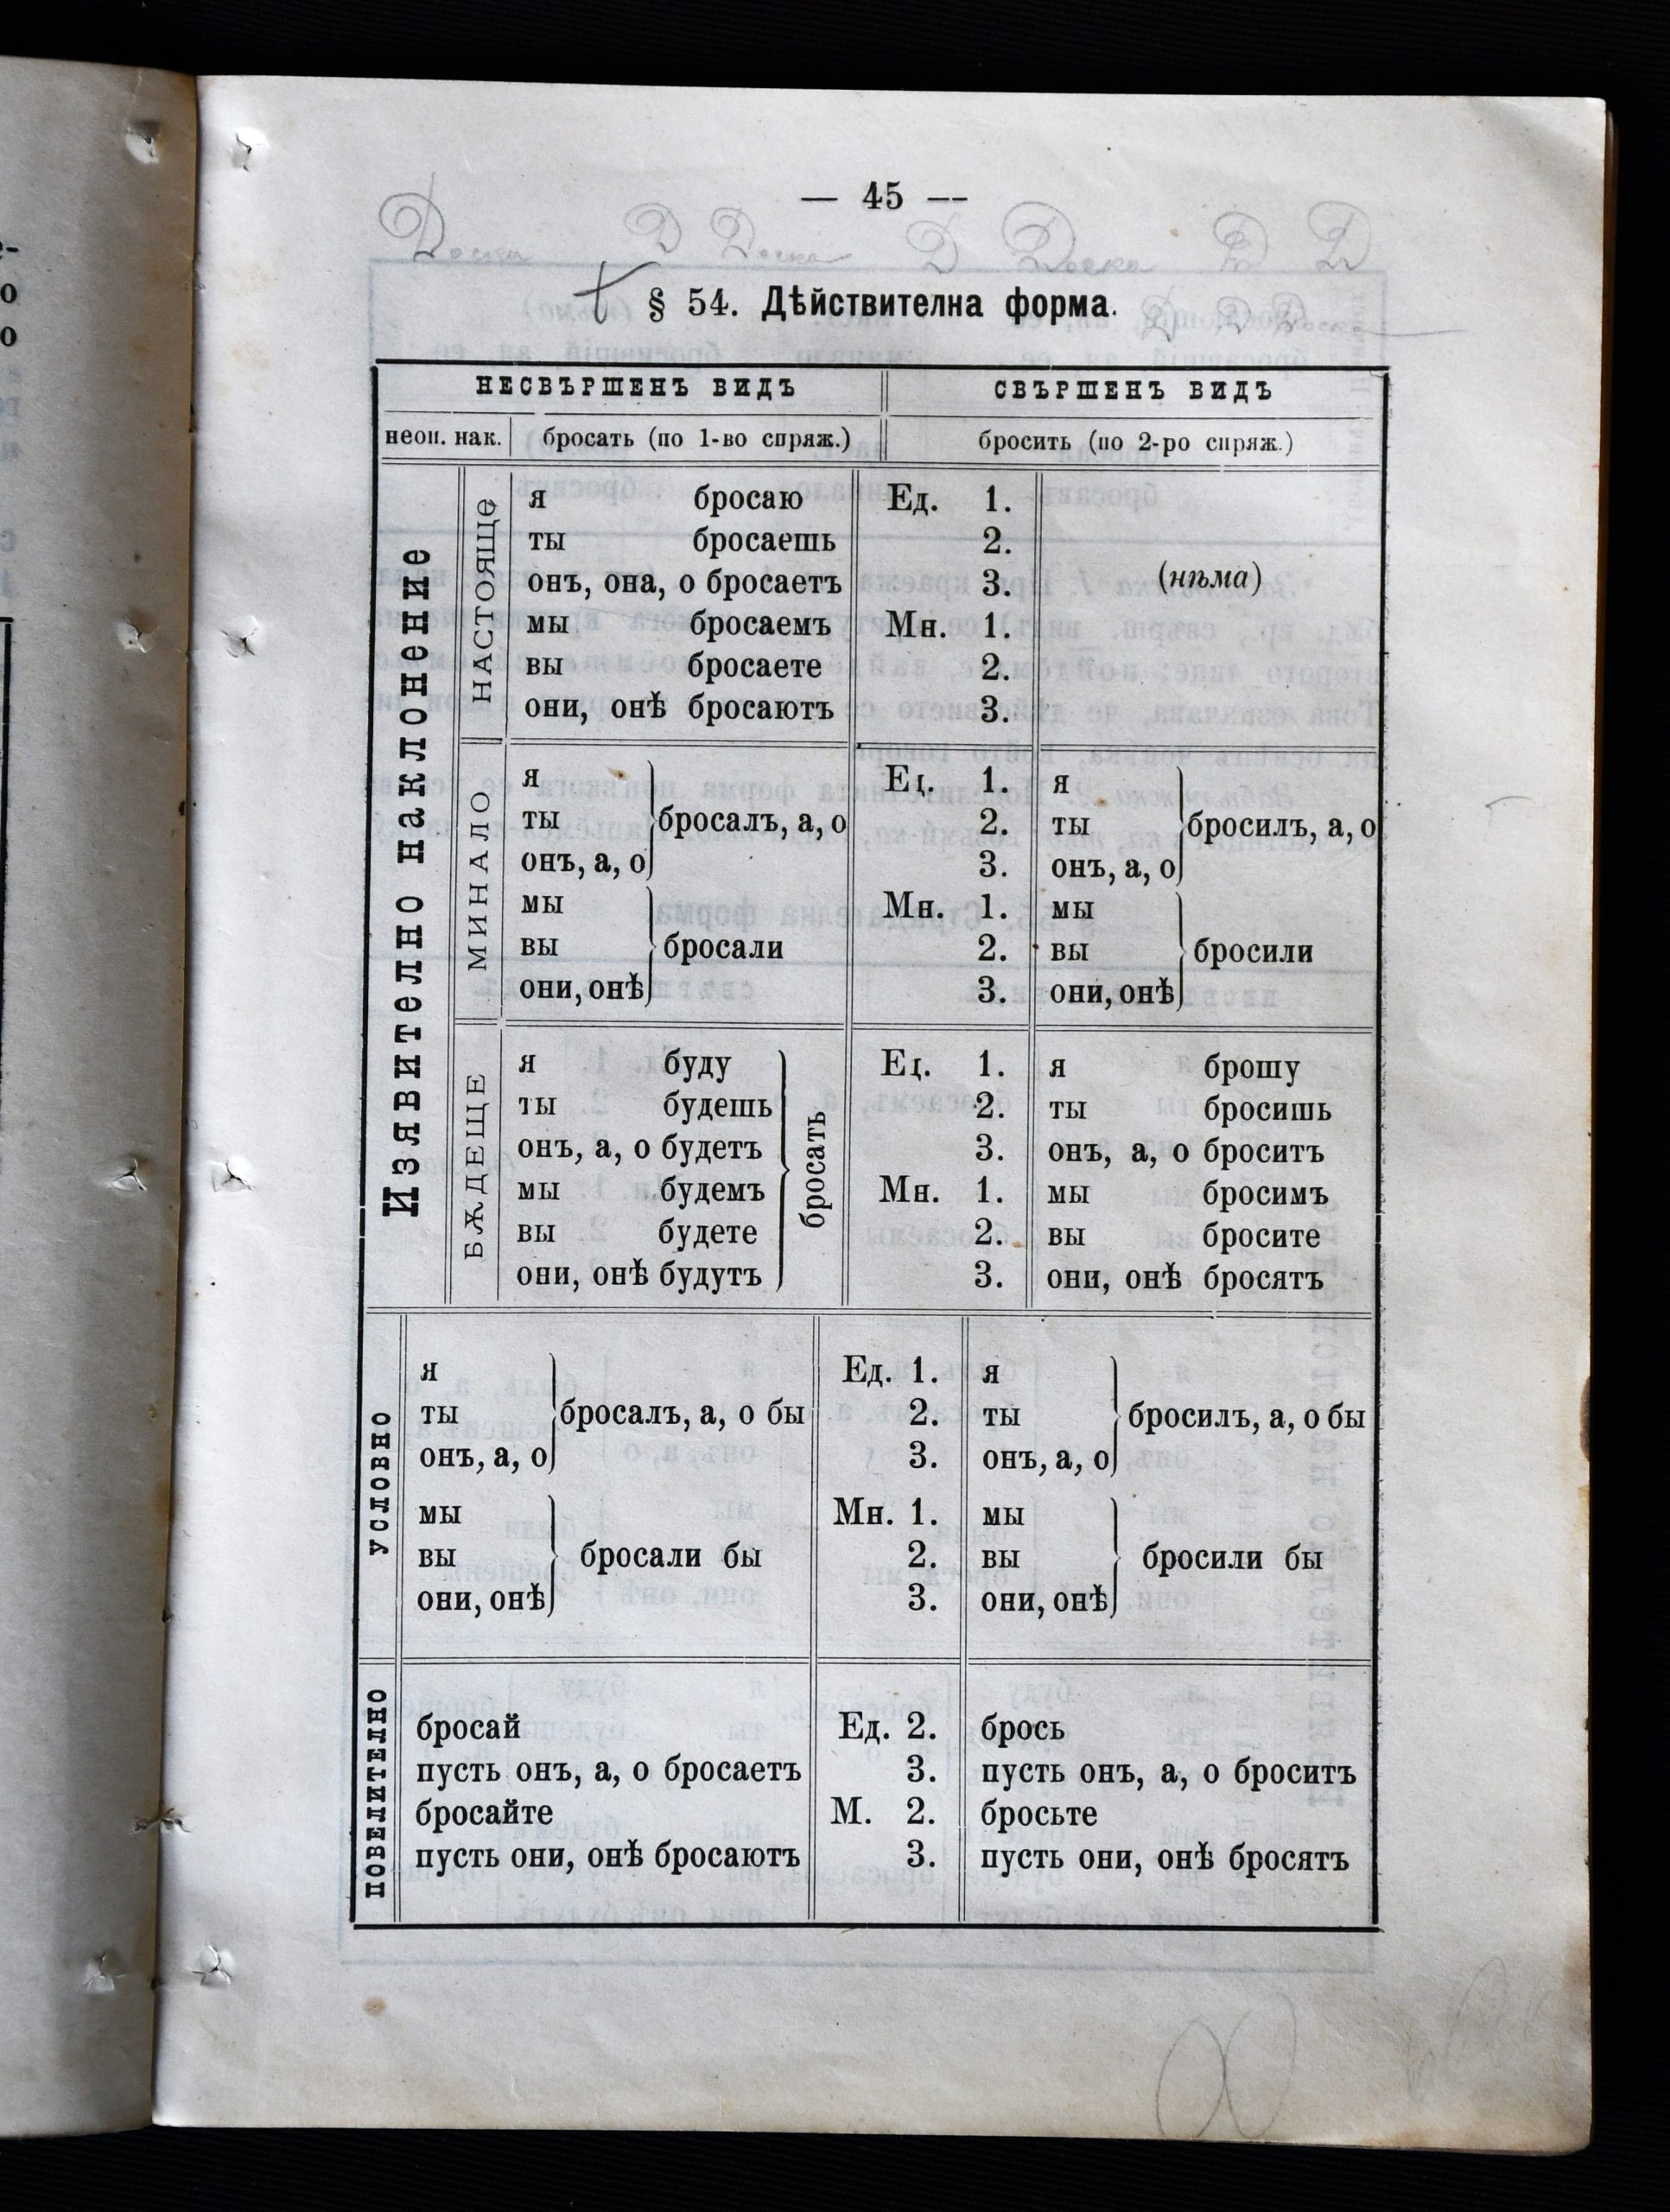 — 45 —
Доска Д Доска Д Доска Д Д
§ 54. Дѣйствителна форма.
НЕСВЪРШЕНЪ ВИДЪ СВЪРШЕНЪ ВИДЪ
неоп. нак. бросать (по 1-во спряж.) бросить (по 2-ро спряж.)
Изявително наклонение
НАСТОЯЩЕ
я бросаю Ед. 1.
ты бросаешь 2.
онъ, она, о бросаетъ 3. (нѣма)
мы бросаемъ Мн. 1.
вы бросаете 2.
они, онѣ бросаютъ 3.
МИНАЛО
я Ед. 1. я
ты бросалъ, а, о 2. ты бросилъ, а, о
онъ, а, о 3. онъ, а, о
мы Мн. 1. мы
вы бросали 2. вы бросили
они, онѣ 3. они, онѣ
БѪДЕЩЕ
я буду Ед. 1. я брошу
ты будешь 2. ты бросишь
онъ, а, о будетъ 3. онъ, а, о броситъ
бросать
мы будемъ Мн. 1. мы бросимъ
вы будете 2. вы бросите
они, онѣ будутъ 3. они, онѣ бросятъ
УСЛОВНО
я Ед. 1. я
ты бросалъ, а, о бы 2. ты бросилъ, а, о бы
онъ, а, о 3. онъ, а, о
мы Мн. 1. мы
вы бросали бы 2. вы бросили бы
они, онѣ 3. они, онѣ
ПОВЕЛИТЕЛНО
бросай Ед. 2. брось
пусть онъ, а, о бросаетъ 3. пусть онъ, а, о броситъ
бросайте М. 2. бросьте
пусть они, онѣ бросаютъ 3. пусть они, онѣ бросятъ